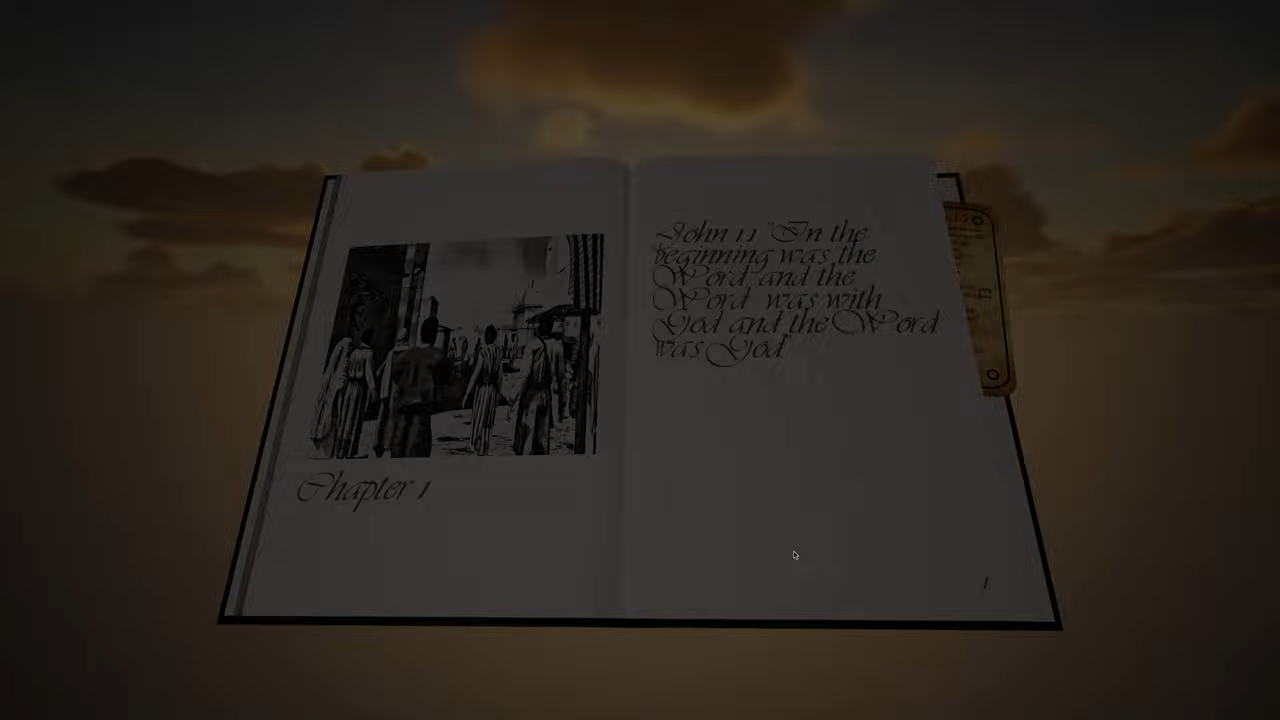 Chapter 1
John 1:1 "In the
beginning was the
Word, and the
Word was with
God and the Word
was God"
1